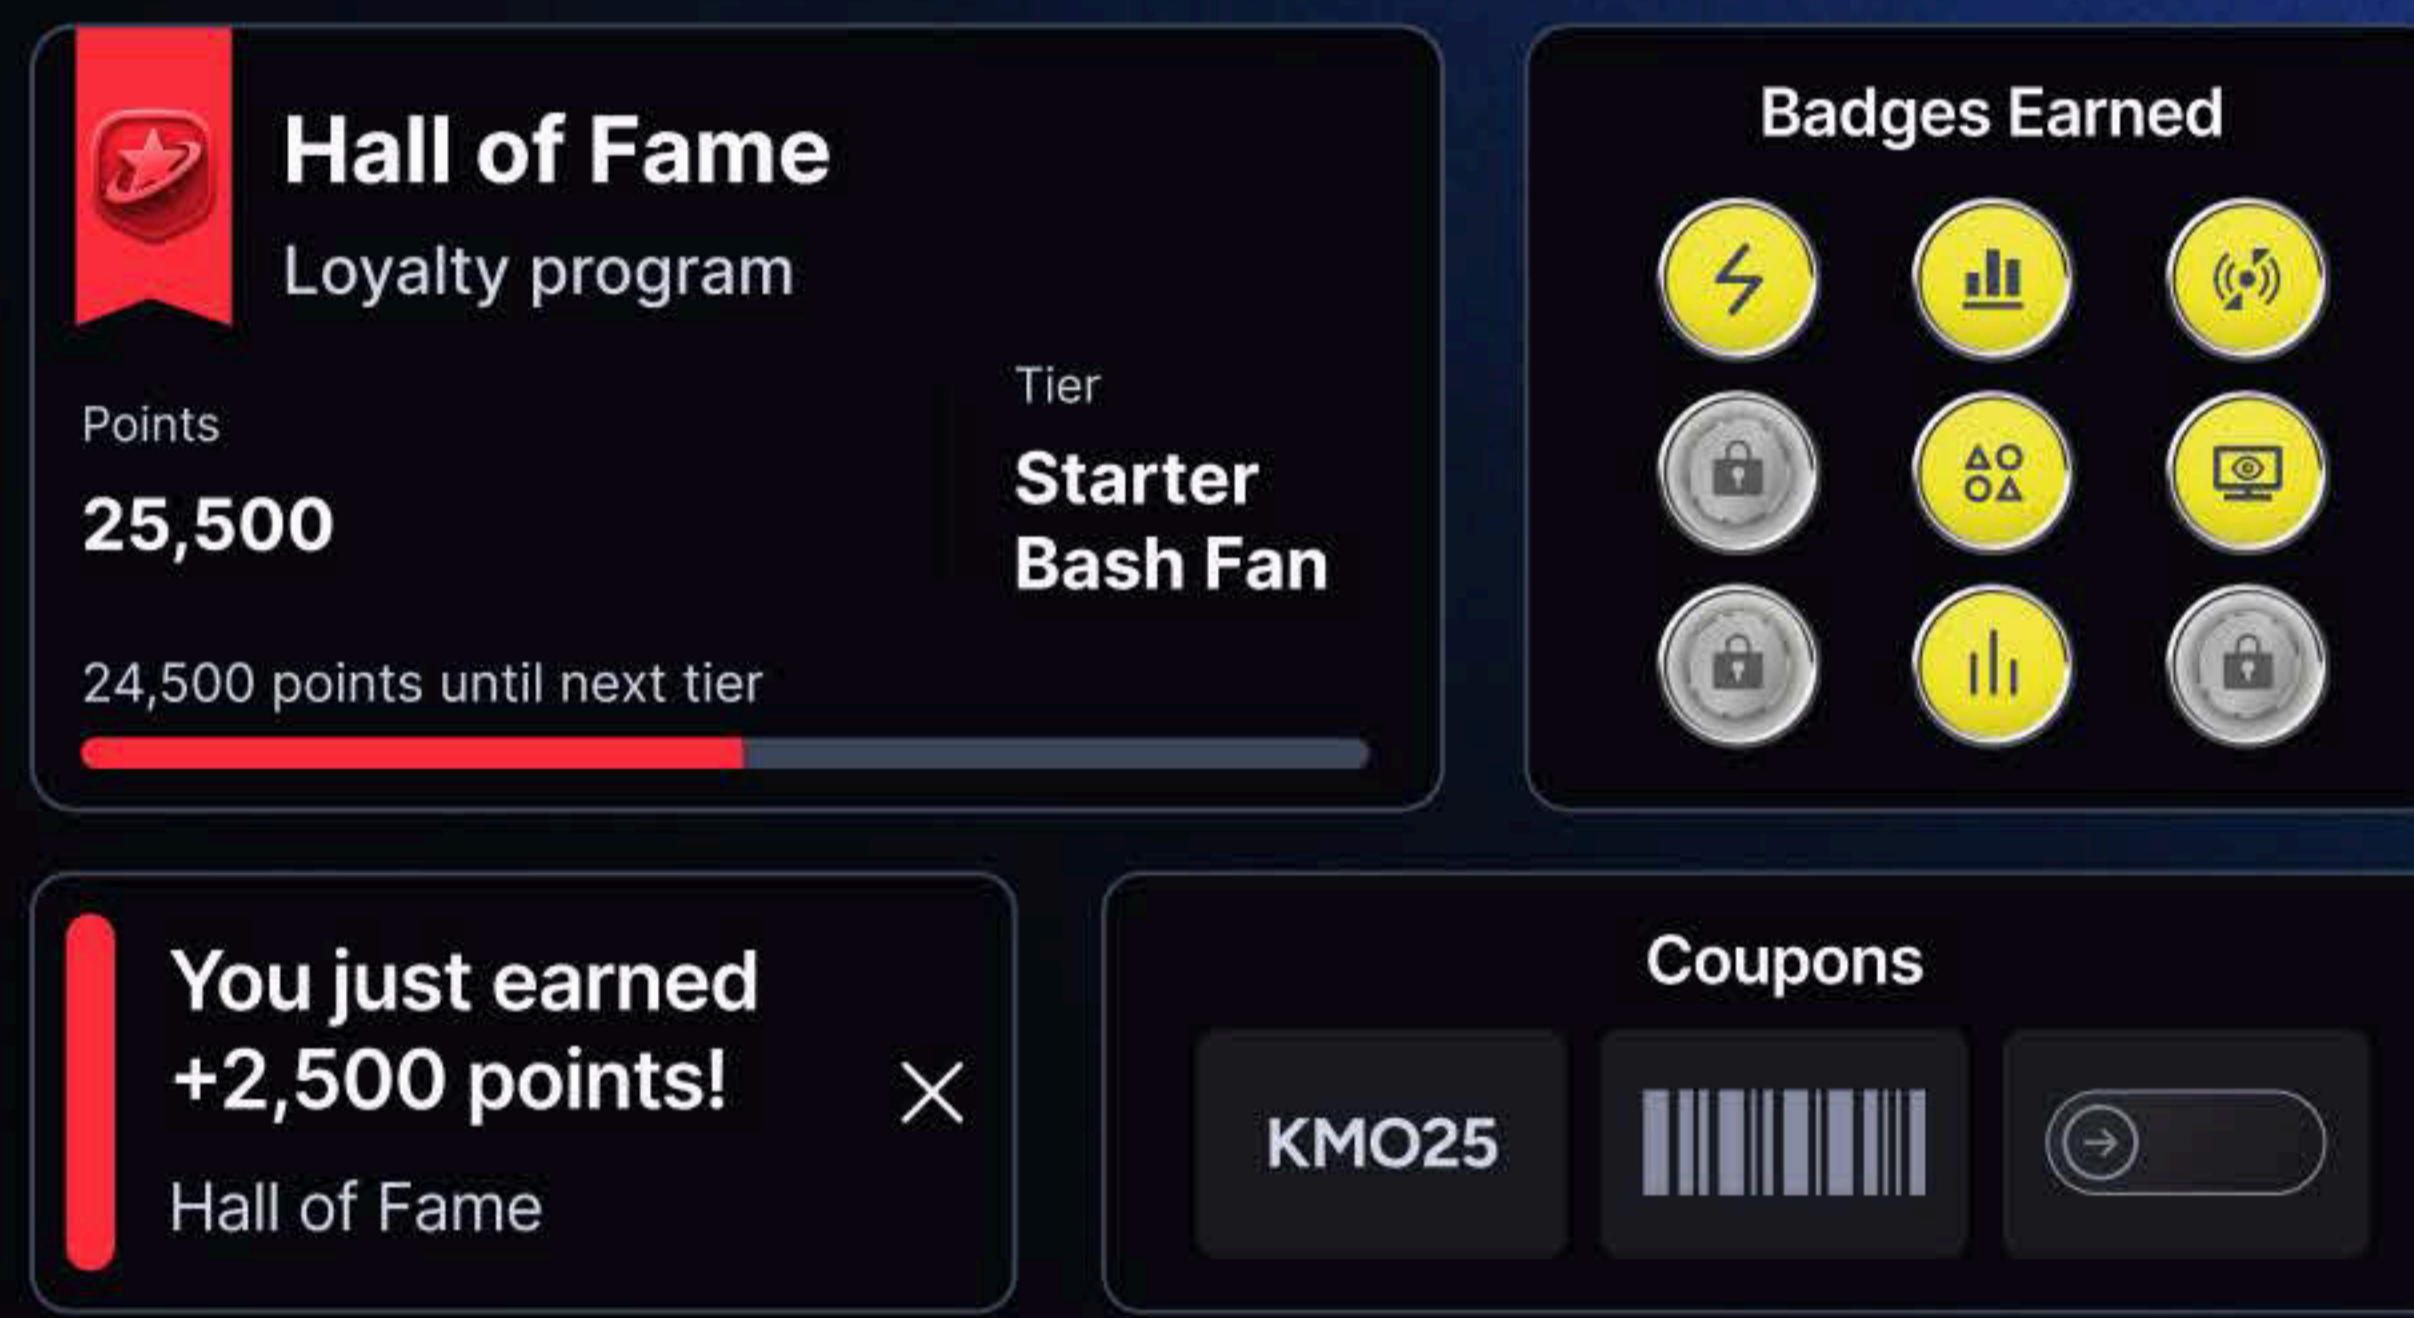 Hall of Fame
Loyalty program
Points
25,500
Tier
Starter
Bash Fan
24,500 points until next tier
Badges Earned
You just earned
+2,500 points!
Hall of Fame
Coupons
KMO25